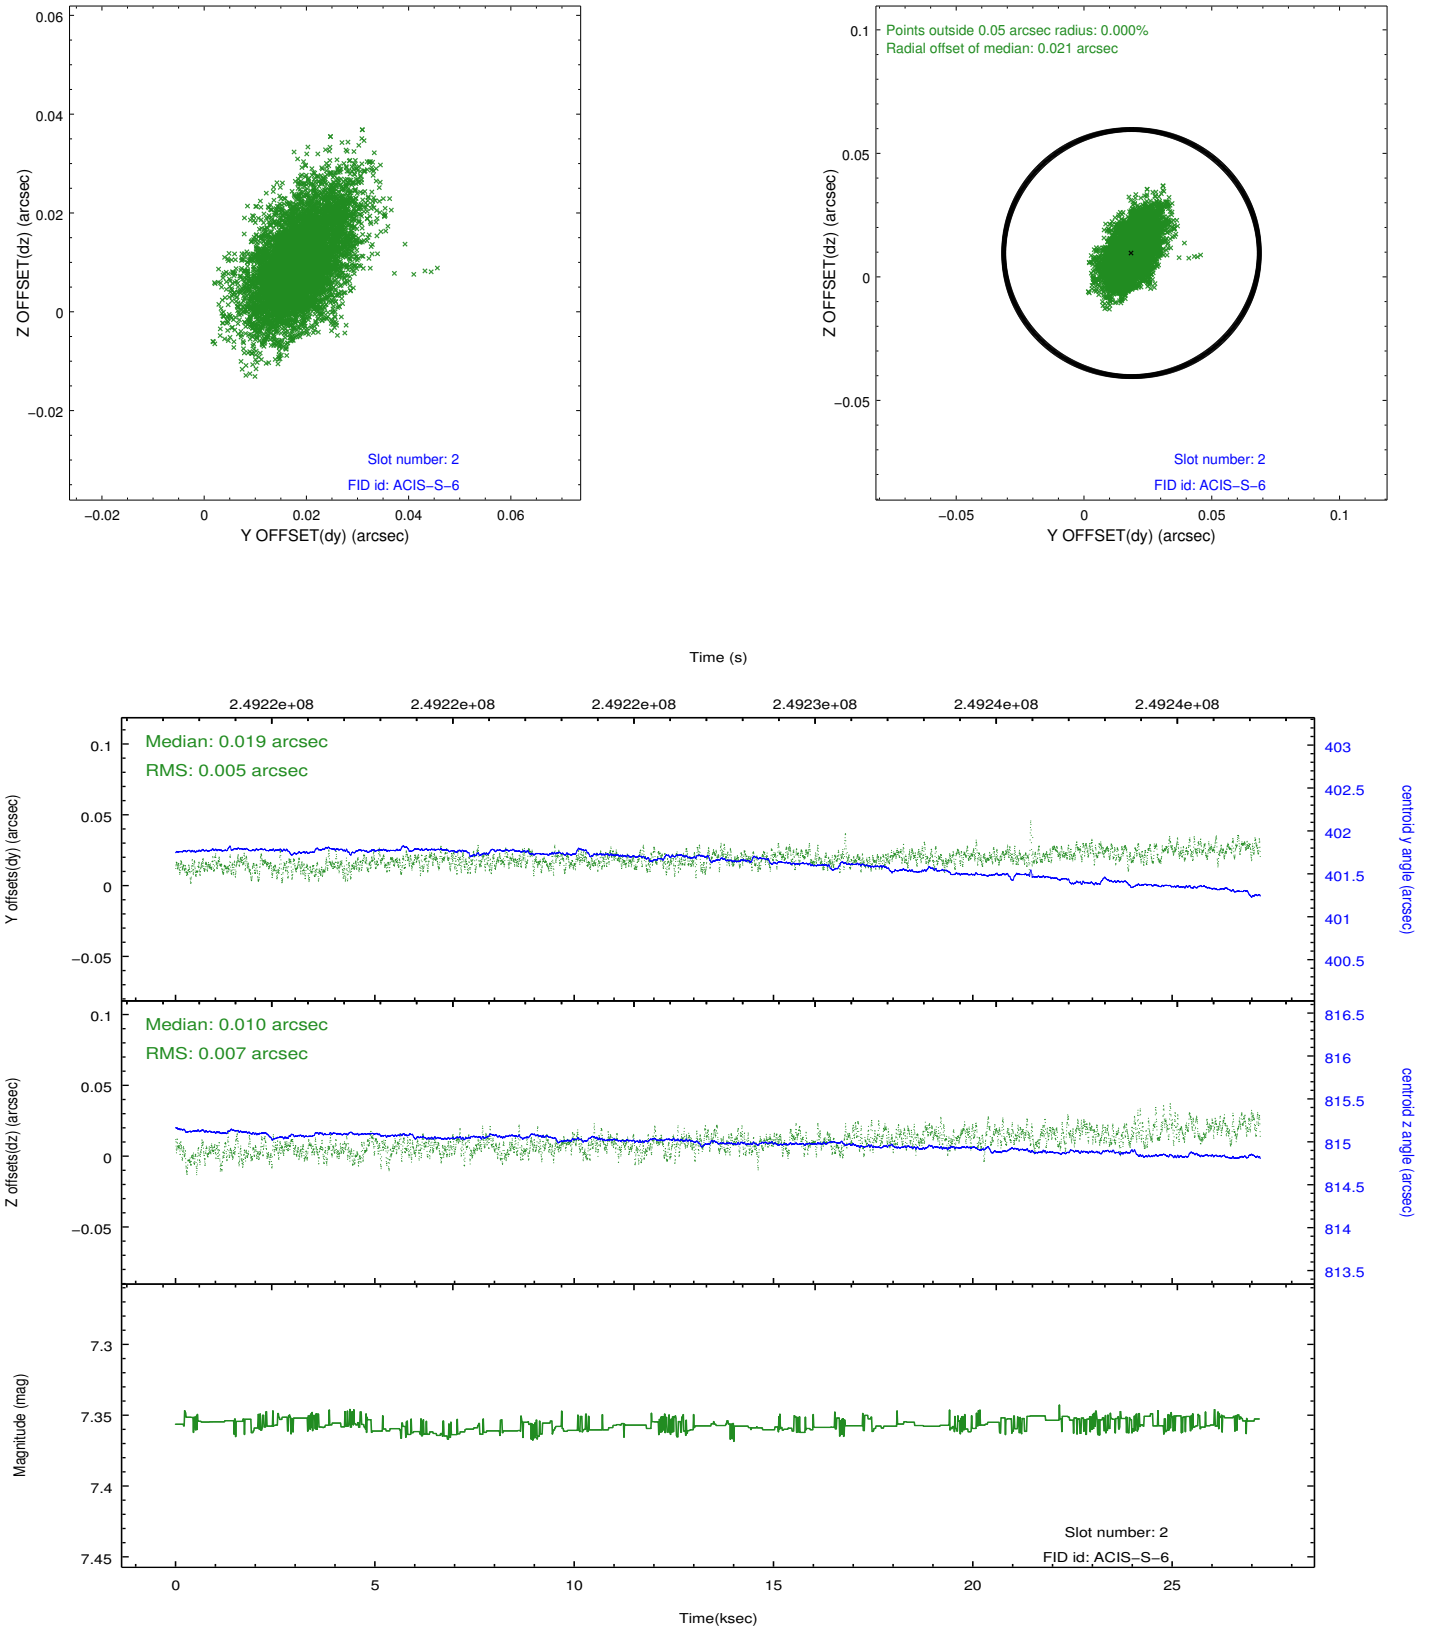 0.06
0.04
0.02
0
−0.02
Z OFFSET(dz) (arcsec)
Slot number: 2
FID id: ACIS−S−6
−0.02
0
0.02
0.04
0.06
Y OFFSET(dy) (arcsec)
Points outside 0.05 arcsec radius: 0.000%
Radial offset of median: 0.021 arcsec
0.1
0.05
0
−0.05
Z OFFSET(dz) (arcsec)
Slot number: 2
FID id: ACIS−S−6
−0.05
0
0.05
0.1
Y OFFSET(dy) (arcsec)
Time (s)
2.4922e+08
2.4922e+08
2.4922e+08
2.4923e+08
2.4924e+08
2.4924e+08
Median: 0.019 arcsec
RMS: 0.005 arcsec
0.1
0.05
0
−0.05
Y offsets(dy) (arcsec)
403
402.5
402
401.5
401
400.5
centroid y angle (arcsec)
Median: 0.010 arcsec
RMS: 0.007 arcsec
0.1
0.05
0
−0.05
Z offsets(dz) (arcsec)
816.5
816
815.5
815
814.5
814
813.5
centroid z angle (arcsec)
7.3
7.35
7.4
7.45
Magnitude (mag)
Slot number: 2
FID id: ACIS−S−6
0
5
10
15
20
25
Time(ksec)